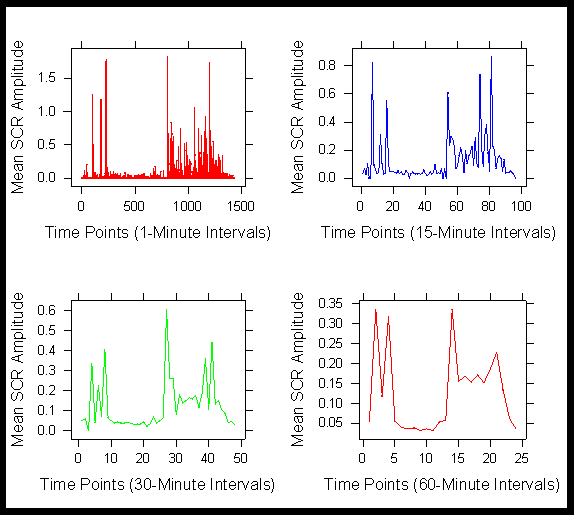 Mean SCR Amplitude
1.5
1.0
0.5
0.0
0 500 1000 1500
Time Points (1-Minute Intervals)
Mean SCR Amplitude
0.8
0.6
0.4
0.2
0.0
0 20 40 60 80 100
Time Points (15-Minute Intervals)
Mean SCR Amplitude
0.6
0.5
0.4
0.3
0.2
0.1
0.0
0 10 20 30 40 50
Time Points (30-Minute Intervals)
Mean SCR Amplitude
0.35
0.30
0.25
0.20
0.15
0.10
0.05
0 5 10 15 20 25
Time Points (60-Minute Intervals)